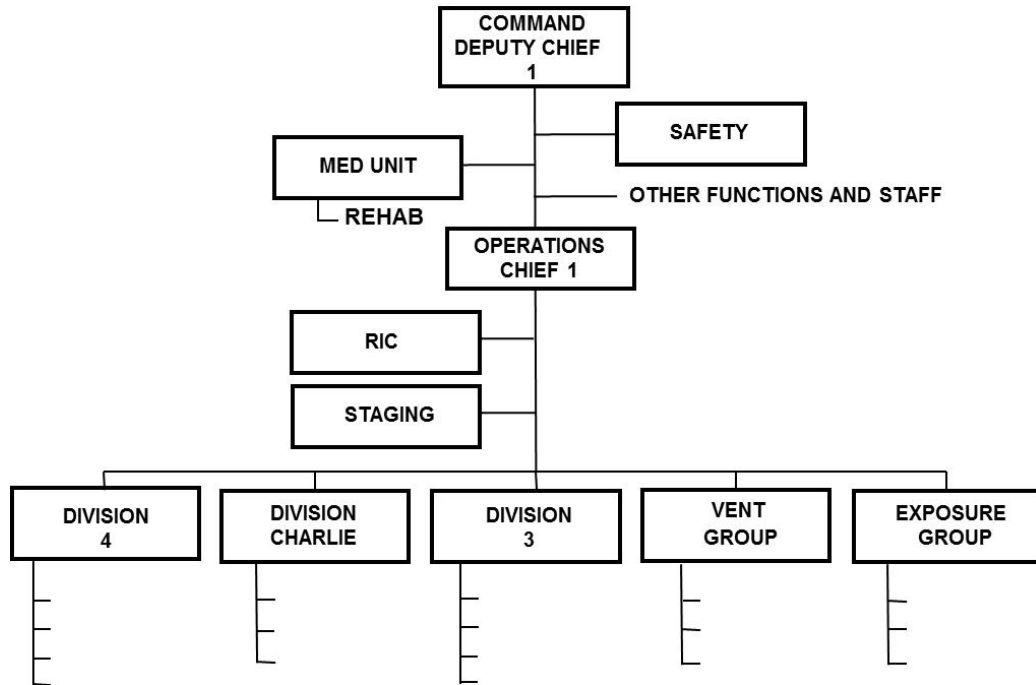 COMMAND
DEPUTY CHIEF
1
SAFETY
MED UNIT
OTHER FUNCTIONS AND STAFF
REHAB
OPERATIONS
CHIEF 1
RIC
STAGING
DIVISION
4
DIVISION
CHARLIE
DIVISION
3
VENT
GROUP
EXPOSURE
GROUP